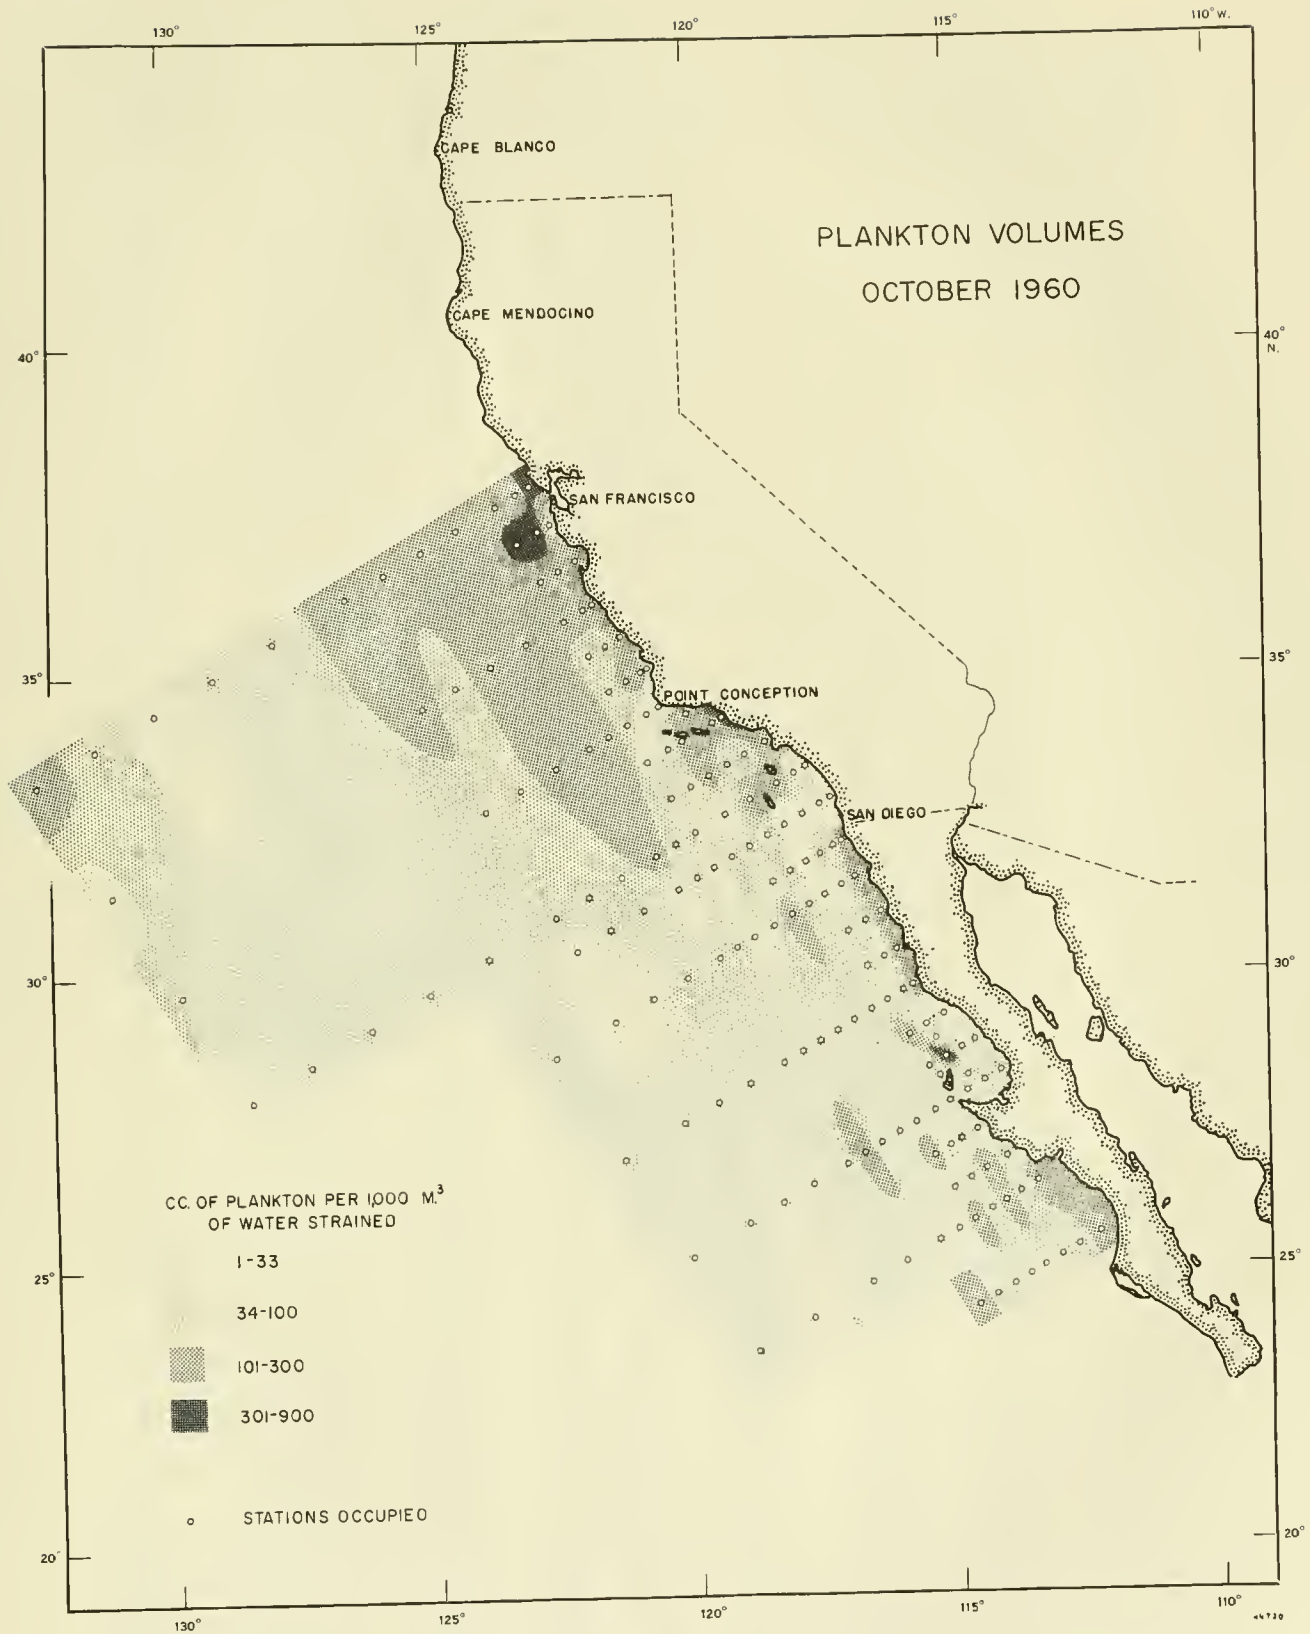 130°
125°
120°
115°
110° W.
CAPE BLANCO
PLANKTON VOLUMES
OCTOBER 1960
CAPE MENDOCINO
40°
40°
N.
SAN FRANCISCO
35°
35°
POINT CONCEPTION
SAN DIEGO
30°
30°
CC. OF PLANKTON PER 1,000 M.³
OF WATER STRAINED
1-33
25°
25°
34-100
101-300
301-900
STATIONS OCCUPIED
20°
20°
130°
125°
120°
115°
110°